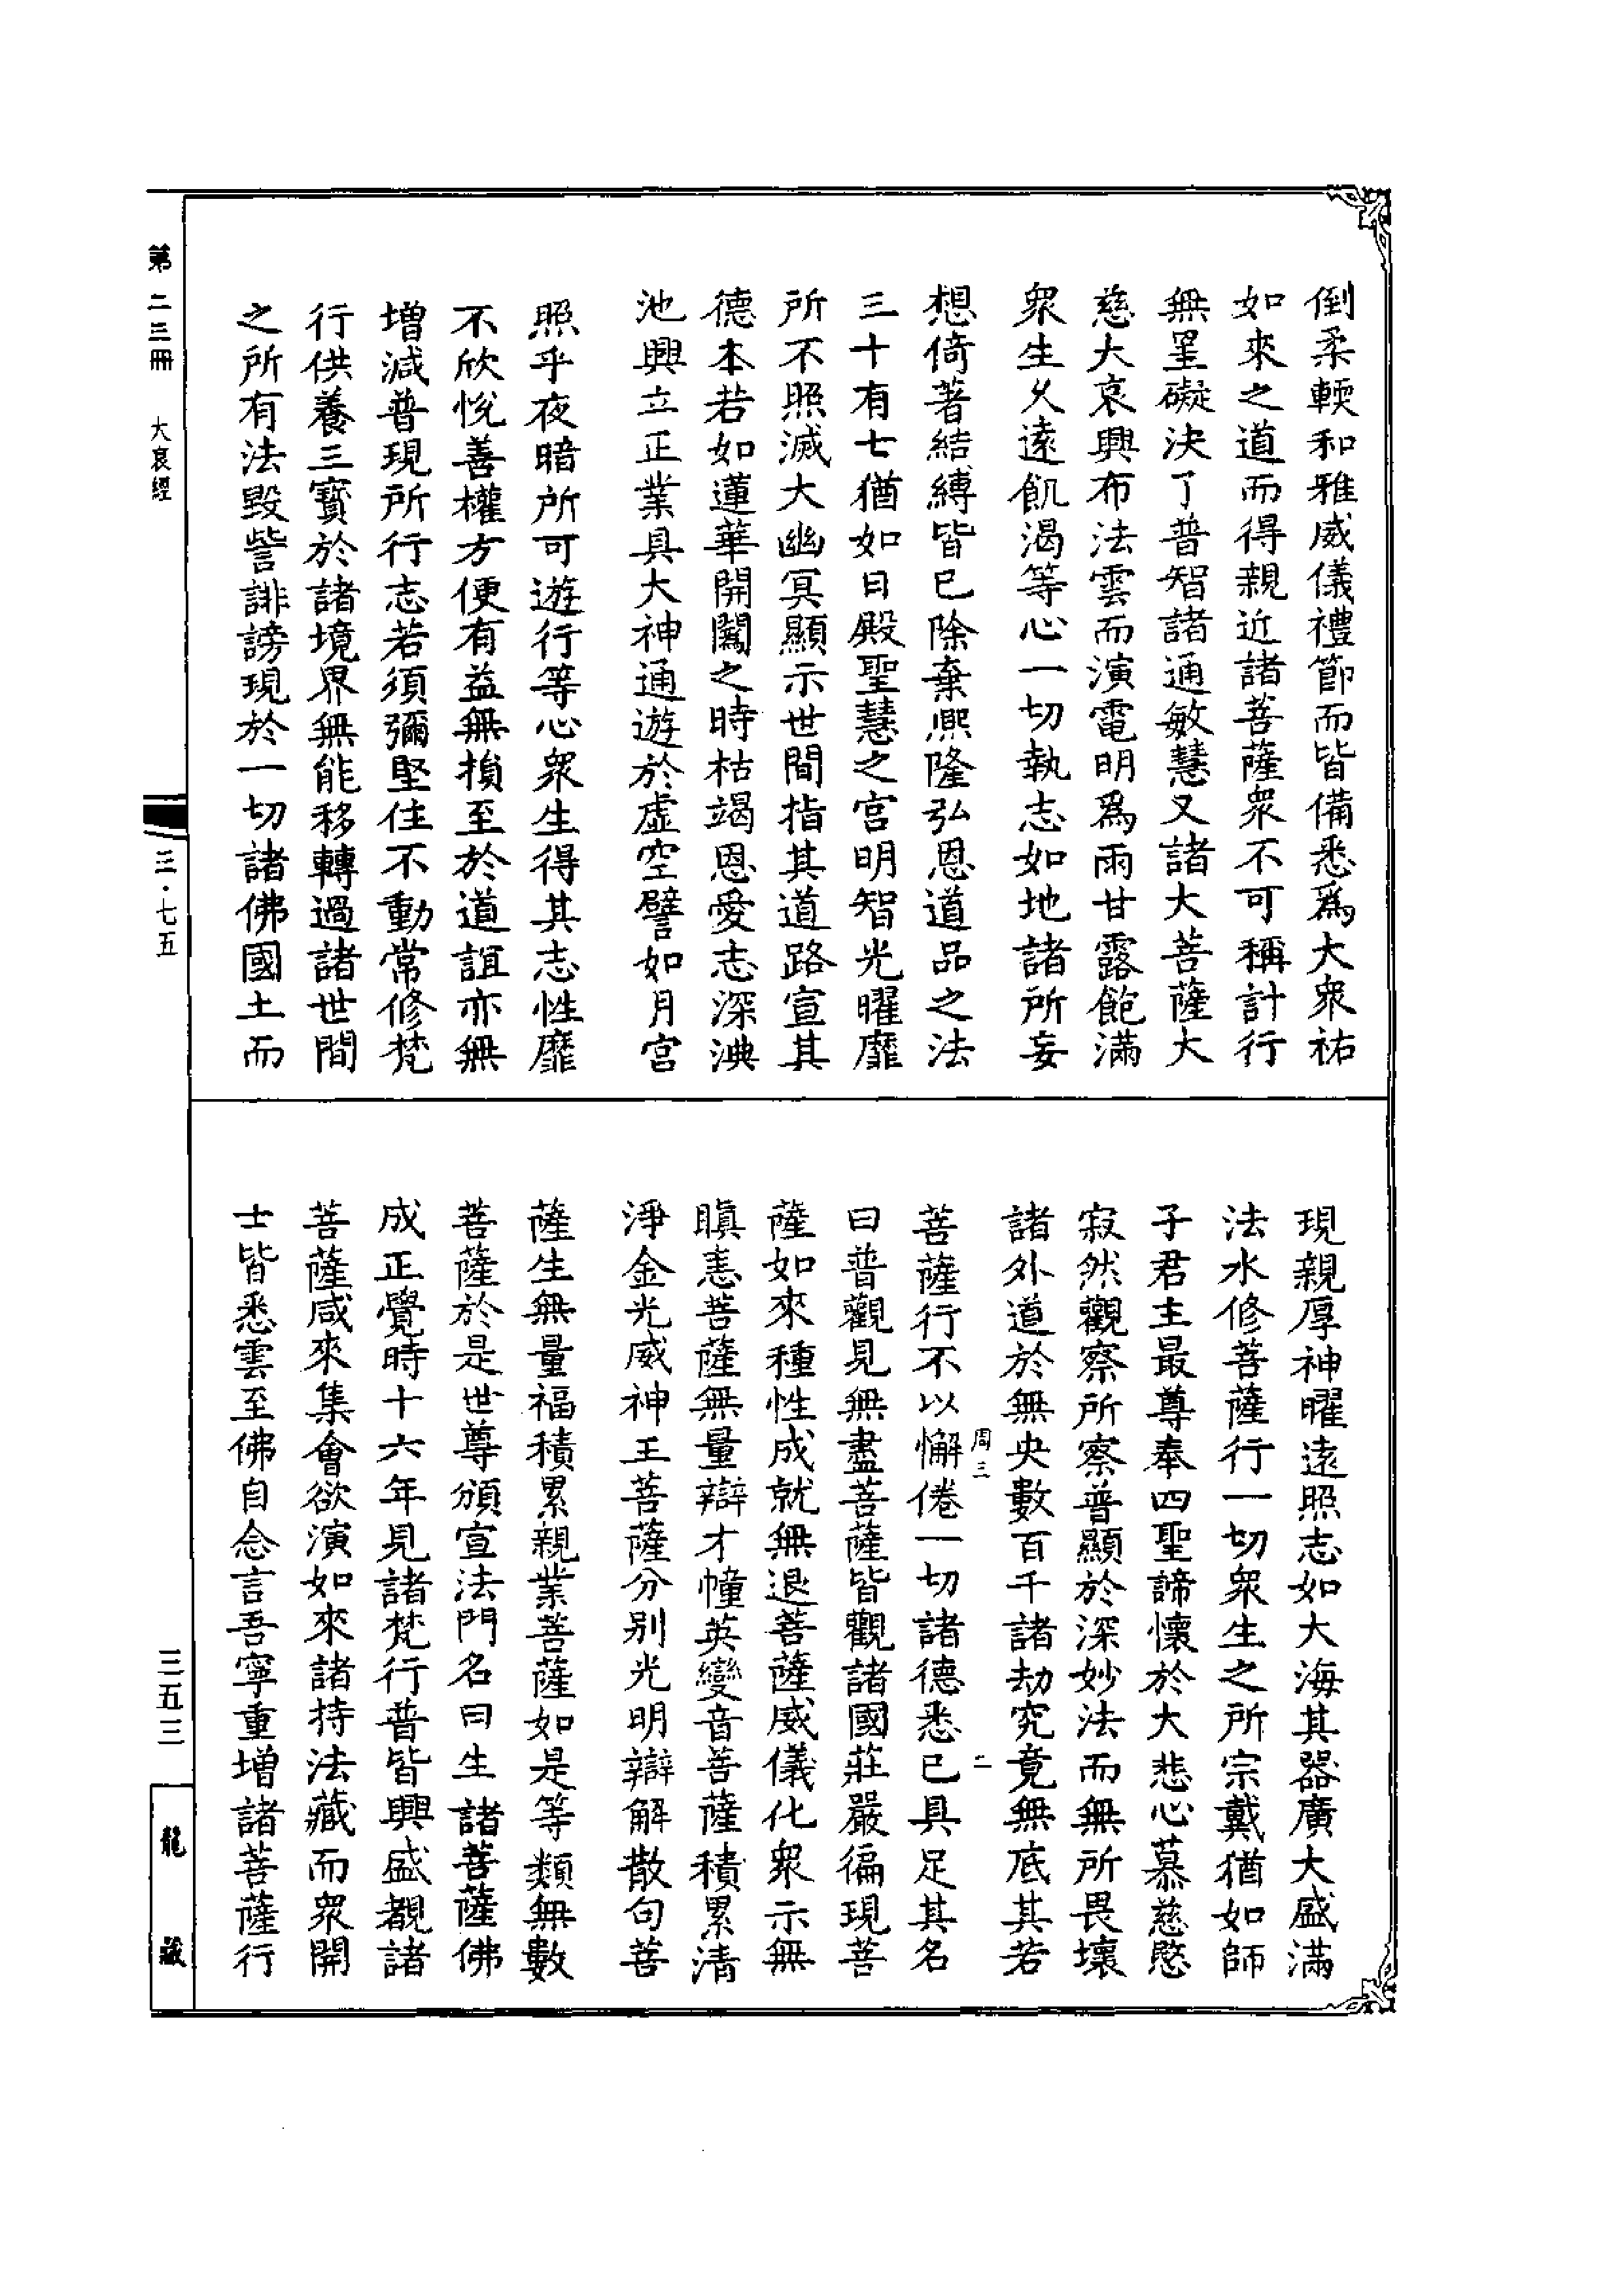 倒柔輭和雅威儀禮節而皆備悉爲大衆祐
如來之道而得親近諸菩薩衆不可稱計行
無罣礙決了普智諸通敏慧又諸大菩薩大
慈大哀興布法雲而演電明爲雨甘露飽滿
衆生久遠飢渴等心一切執志如地諸所妄
想倚著結縛皆已除棄熈隆弘恩道品之法
三十有七猶如日殿聖慧之宮明智光曜靡
所不照滅大幽冥顯示世間指其道路宣其
德本若如蓮華開闢之時枯竭恩愛志深淟
池興立正業具大神通遊於虛空譬如月宮
照乎夜暗所可遊行等心衆生得其志性靡
不欣悅善權方便有益無損至於道誼亦無
增減普現所行志若須彌堅住不動常修梵
行供養三寶於諸境界無能移轉過諸世間
之所有法毀訾誹謗現於一切諸佛國土而
現親厚神曜遠照志如大海其器廣大盛滿
法水修菩薩行一切衆生之所宗戴猶如師
子君主最尊奉四聖諦懷於大悲心慕慈愍
寂然觀察所察普顯於深妙法而無所畏壞
諸外道於無央數百千諸劫究竟無底其若
周三 二
菩薩行不以懈倦一切諸德悉已具足其名
曰普觀見無盡菩薩皆觀諸國莊嚴徧現菩
薩如來種性成就無退菩薩威儀化衆示無
瞋恚菩薩無量辯才幢英變音菩薩積累清
淨金光威神王菩薩分別光明辯解散句菩
薩生無量福積累親業菩薩如是等類無數
菩薩於是世尊頒宣法門名曰生諸菩薩佛
成正覺時十六年見諸梵行普皆興盛覩諸
菩薩咸來集會欲演如來諸持法藏而衆開
士皆悉雲至佛自念言吾寧重增諸菩薩行
第二三冊 大哀經
三·七五
三五三
龍藏